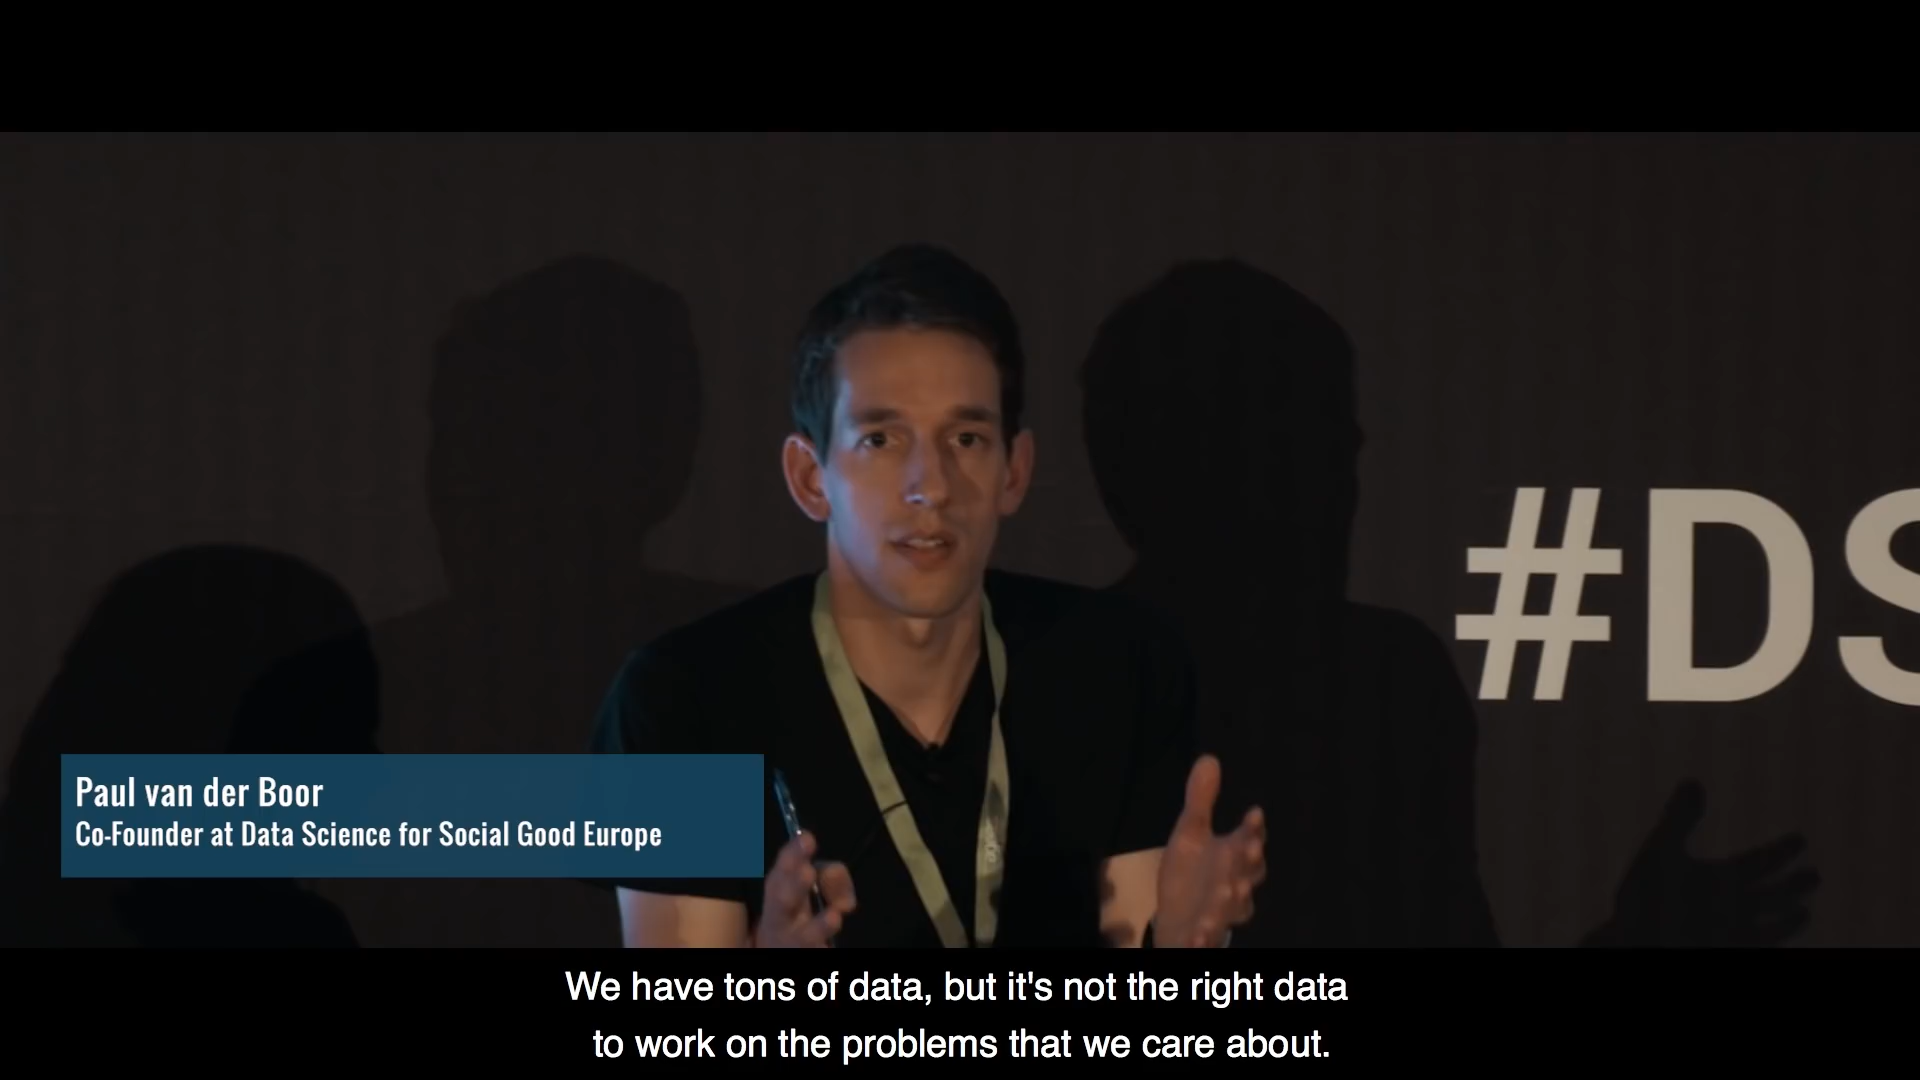 #DS
Paul van der Boor
Co-Founder at Data Science for Social Good Europe
We have tons of data, but it's not the right data
to work on the problems that we care about.